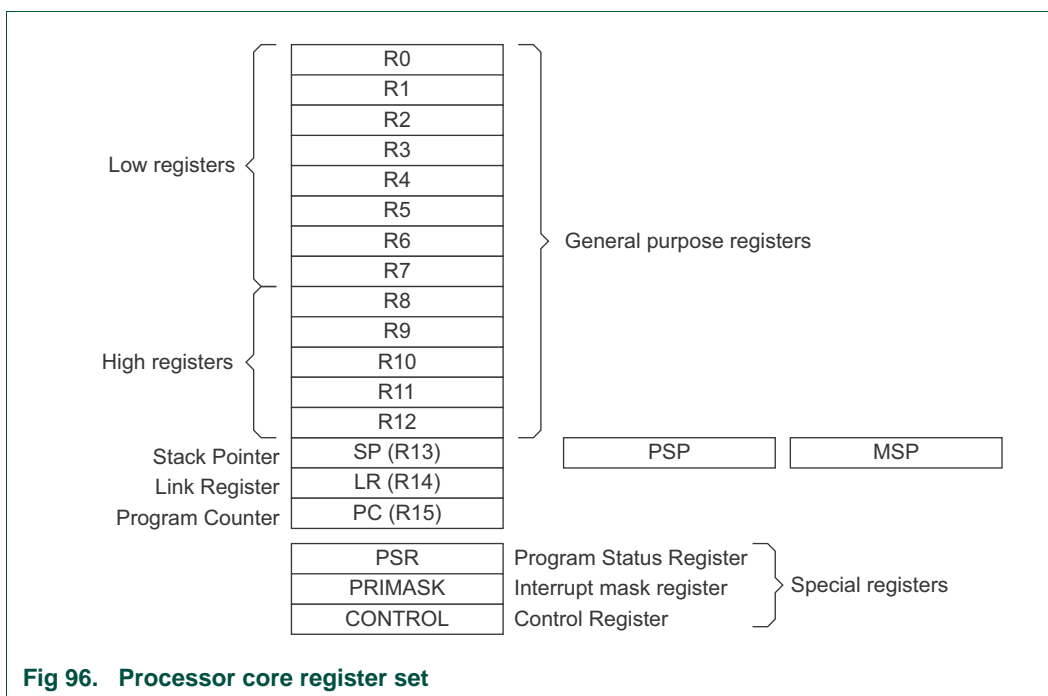 R0
R1
R2
R3
Low registers
R4
R5
R6
General purpose registers
R7
R8
R9
High registers
R10
R11
R12
Stack Pointer SP (R13) PSP MSP
Link Register LR (R14)
Program Counter PC (R15)
PSR Program Status Register
PRIMASK Interrupt mask register Special registers
CONTROL Control Register
Fig 96. Processor core register set